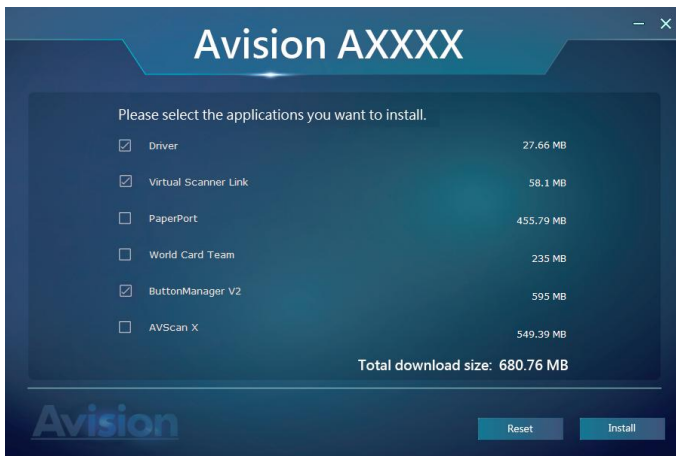 Avision AXXXX
Please select the applications you want to install.
Driver 27.66 MB
Virtual Scanner Link 58.1 MB
PaperPort 455.79 MB
World Card Team 235 MB
ButtonManager V2 595 MB
AVScan X 549.39 MB
Total download size: 680.76 MB
Avision
Reset Install